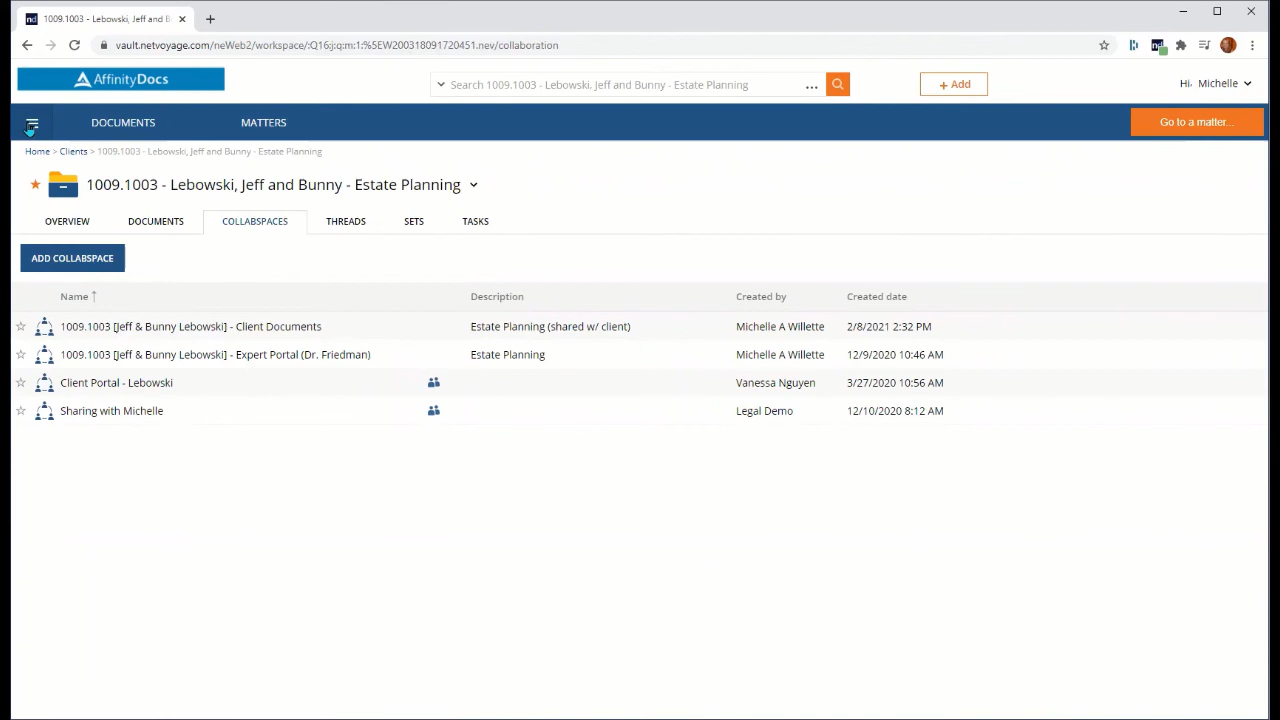 1009.1003 - Lebowski, Jeff and B
vault.netvoyage.com/neWeb2/workspace/:Q16;j:q:m:1:%5EW200318091720451.nev/collaboration
AffinityDocs
Search 1009.1003 - Lebowski, Jeff and Bunny - Estate Planning
...
+ Add
Hi, Michelle
DOCUMENTS
MATTERS
Go to a matter...
Home > Clients > 1009.1003 - Lebowski, Jeff and Bunny - Estate Planning
1009.1003 - Lebowski, Jeff and Bunny - Estate Planning
OVERVIEW DOCUMENTS COLLABSPACES THREADS SETS TASKS
ADD COLLABSPACE
Name ↑ Description Created by Created date
1009.1003 [Jeff & Bunny Lebowski] - Client Documents Estate Planning (shared w/ client) Michelle A Willette 2/8/2021 2:32 PM
1009.1003 [Jeff & Bunny Lebowski] - Expert Portal (Dr. Friedman) Estate Planning Michelle A Willette 12/9/2020 10:46 AM
Client Portal - Lebowski Vanessa Nguyen 3/27/2020 10:56 AM
Sharing with Michelle Legal Demo 12/10/2020 8:12 AM